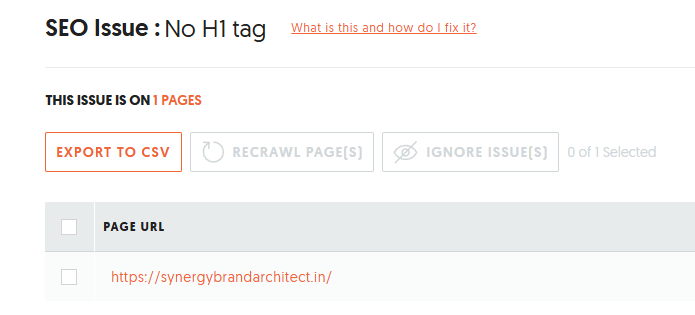 SEO Issue : No H1 tag What is this and how do I fix it?
THIS ISSUE IS ON 1 PAGES
EXPORT TO CSV RECRAWL PAGE(S) IGNORE ISSUE(S) 0 of 1 Selected
PAGE URL
https://synergybrandarchitect.in/